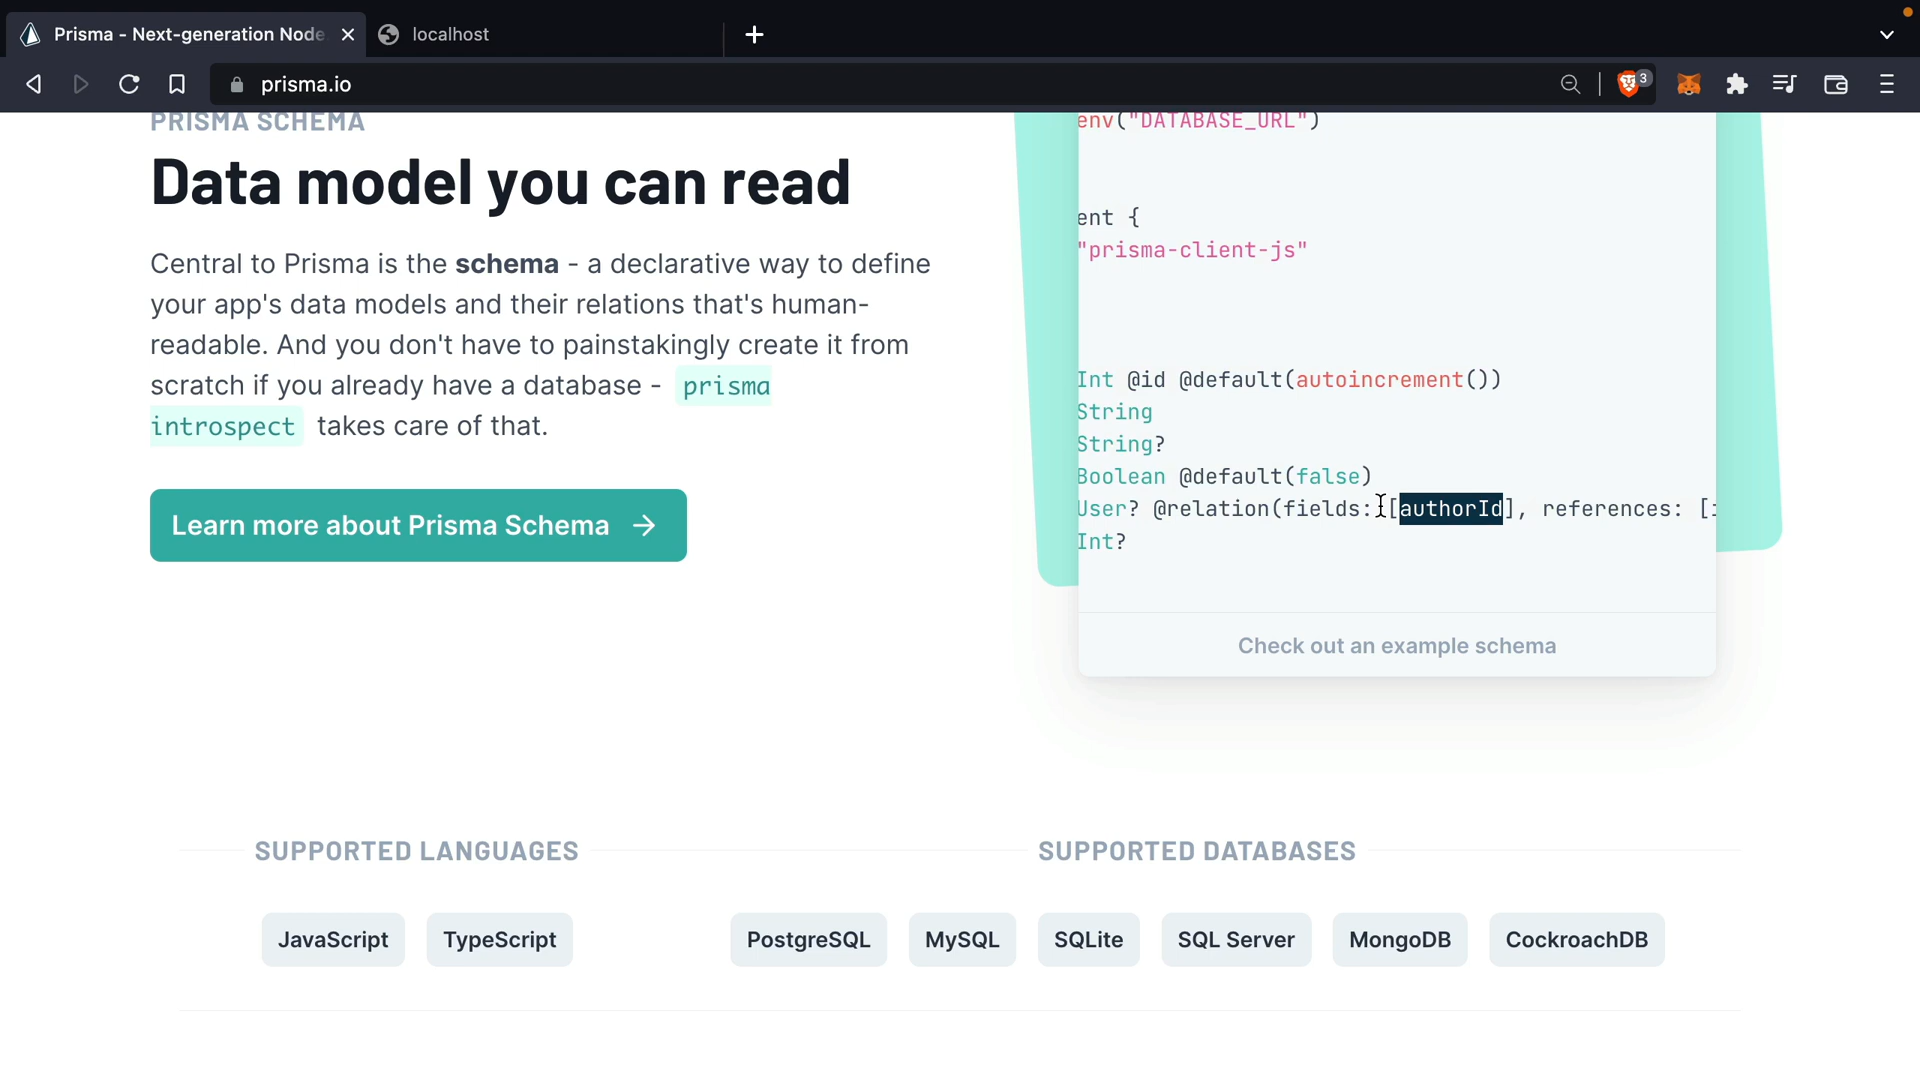 Prisma - Next-generation Node
localhost
prisma.io
3
PRISMA SCHEMA
Data model you can read
Central to Prisma is the schema - a declarative way to define
your app's data models and their relations that's human-
readable. And you don't have to painstakingly create it from
scratch if you already have a database - prisma
introspect takes care of that.
Learn more about Prisma Schema →
env("DATABASE_URL")
ent {
"prisma-client-js"
Int @id @default(autoincrement())
String
String?
Boolean @default(false)
User? @relation(fields: [authorId], references: [
Int?
Check out an example schema
SUPPORTED LANGUAGES
JavaScript
TypeScript
SUPPORTED DATABASES
PostgreSQL
MySQL
SQLite
SQL Server
MongoDB
CockroachDB